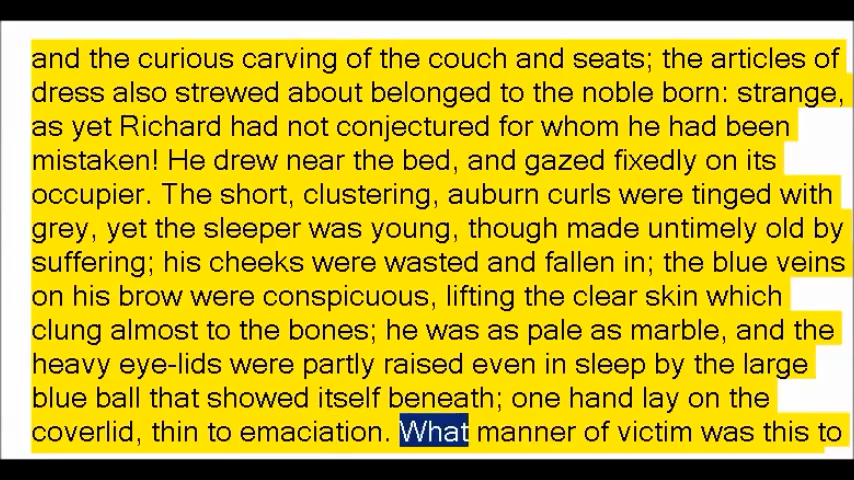 and the curious carving of the couch and seats; the articles of
dress also strewed about belonged to the noble born: strange,
as yet Richard had not conjectured for whom he had been
mistaken! He drew near the bed, and gazed fixedly on its
occupier. The short, clustering, auburn curls were tinged with
grey, yet the sleeper was young, though made untimely old by
suffering; his cheeks were wasted and fallen in; the blue veins
on his brow were conspicuous, lifting the clear skin which
clung almost to the bones; he was as pale as marble, and the
heavy eye-lids were partly raised even in sleep by the large
blue ball that showed itself beneath; one hand lay on the
coverlid, thin to emaciation. What manner of victim was this to